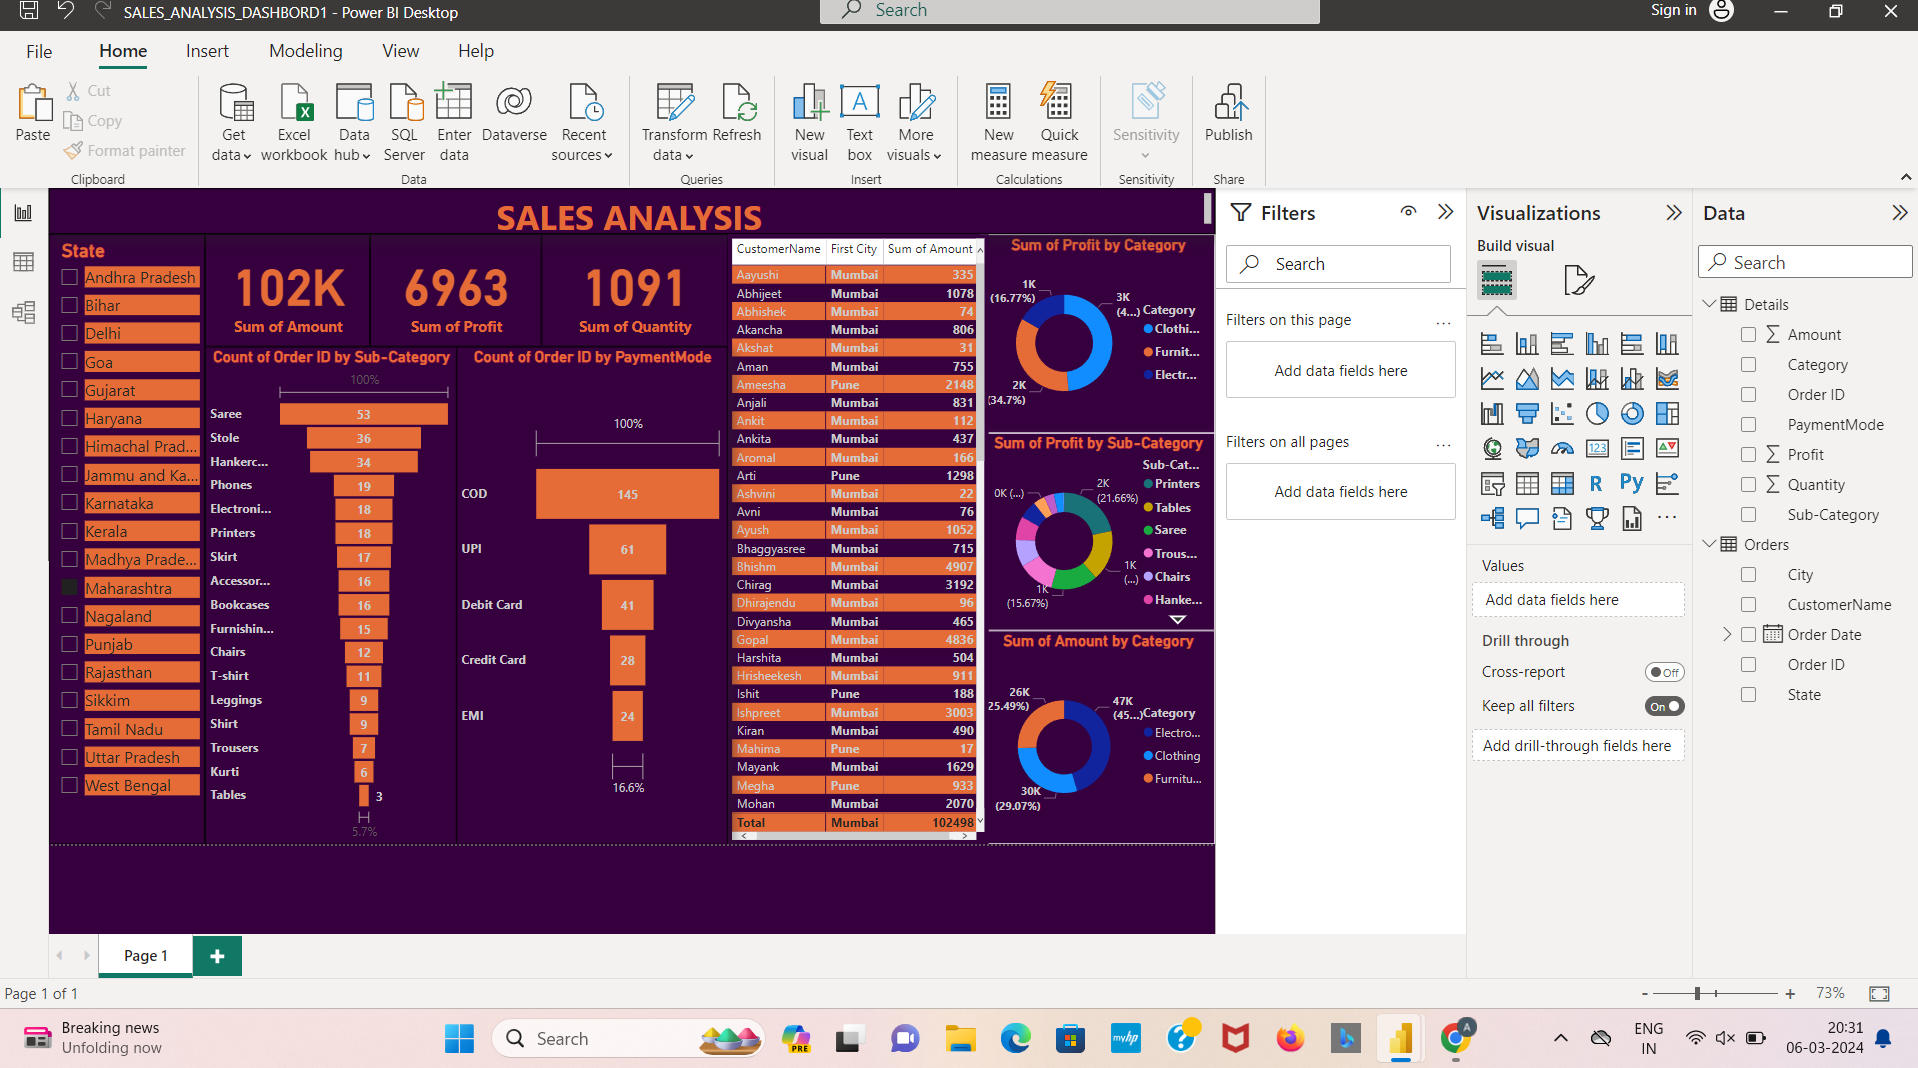 SALES_ANALYSIS_DASHBORD1 - Power BI Desktop
Search
Sign in
File Home Insert Modeling View Help
Paste
Cut
Copy
Format painter
Clipboard
Get data
Excel workbook
Data hub
SQL Server
Enter data
Dataverse
Recent sources
Data
Transform data
Refresh
Queries
New visual
Text box
More visuals
Insert
New measure
Quick measure
Calculations
Sensitivity
Sensitivity
Publish
Share
SALES ANALYSIS
State
Andhra Pradesh
Bihar
Delhi
Goa
Gujarat
Haryana
Himachal Prad...
Jammu and Ka...
Karnataka
Kerala
Madhya Prade...
Maharashtra
Nagaland
Punjab
Rajasthan
Sikkim
Tamil Nadu
Uttar Pradesh
West Bengal
102K
Sum of Amount
6963
Sum of Profit
1091
Sum of Quantity
Count of Order ID by Sub-Category
100%
Saree 53
Stole 36
Hankerc... 34
Phones 19
Electroni... 18
Printers 18
Skirt 17
Accessor... 16
Bookcases 16
Furnishin... 15
Chairs 12
T-shirt 11
Leggings 9
Shirt 9
Trousers 7
Kurti 6
Tables 3
5.7%
Count of Order ID by PaymentMode
100%
COD 145
UPI 61
Debit Card 41
Credit Card 28
EMI 24
16.6%
CustomerName First City Sum of Amount
Aayushi Mumbai 335
Abhijeet Mumbai 1078
Abhishek Mumbai 74
Akancha Mumbai 806
Akshat Mumbai 31
Aman Mumbai 755
Ameesha Pune 2148
Anjali Mumbai 831
Ankit Mumbai 112
Ankita Mumbai 437
Aromal Mumbai 166
Arti Pune 1298
Ashvini Mumbai 22
Avni Mumbai 76
Ayush Mumbai 1052
Bhaggyasree Mumbai 715
Bhishm Mumbai 4907
Chirag Mumbai 3192
Dhirajendu Mumbai 96
Divyansha Mumbai 465
Gopal Mumbai 4836
Harshita Mumbai 504
Hrisheekesh Mumbai 911
Ishit Pune 188
Ishpreet Mumbai 3003
Kiran Mumbai 490
Mahima Pune 17
Mayank Mumbai 1629
Megha Pune 933
Mohan Mumbai 2070
Total Mumbai 102498
Sum of Profit by Category
1K
(16.77%)
3K
(4...)
2K
(34.7%)
Category
Clothi...
Furnit...
Electr...
Sum of Profit by Sub-Category
0K (...)
2K
(21.66%)
1K
(...)
1K
(15.67%)
Sub-Cat...
Printers
Tables
Saree
Trous...
Chairs
Hanke...
Sum of Amount by Category
26K
25.49%)
47K
(45...)
30K
(29.07%)
Category
Electro...
Clothing
Furnitu...
Filters
Search
Filters on this page ...
Add data fields here
Filters on all pages ...
Add data fields here
Visualizations
Build visual
123
R
Py
...
Values
Add data fields here
Drill through
Cross-report Off
Keep all filters On
Add drill-through fields here
Data
Search
Details
Amount
Category
Order ID
PaymentMode
Profit
Quantity
Sub-Category
Orders
City
CustomerName
Order Date
Order ID
State
Page 1
Page 1 of 1
- + 73%
Breaking news
Unfolding now
Search
PRE
myhp
A
ENG
IN
20:31
06-03-2024